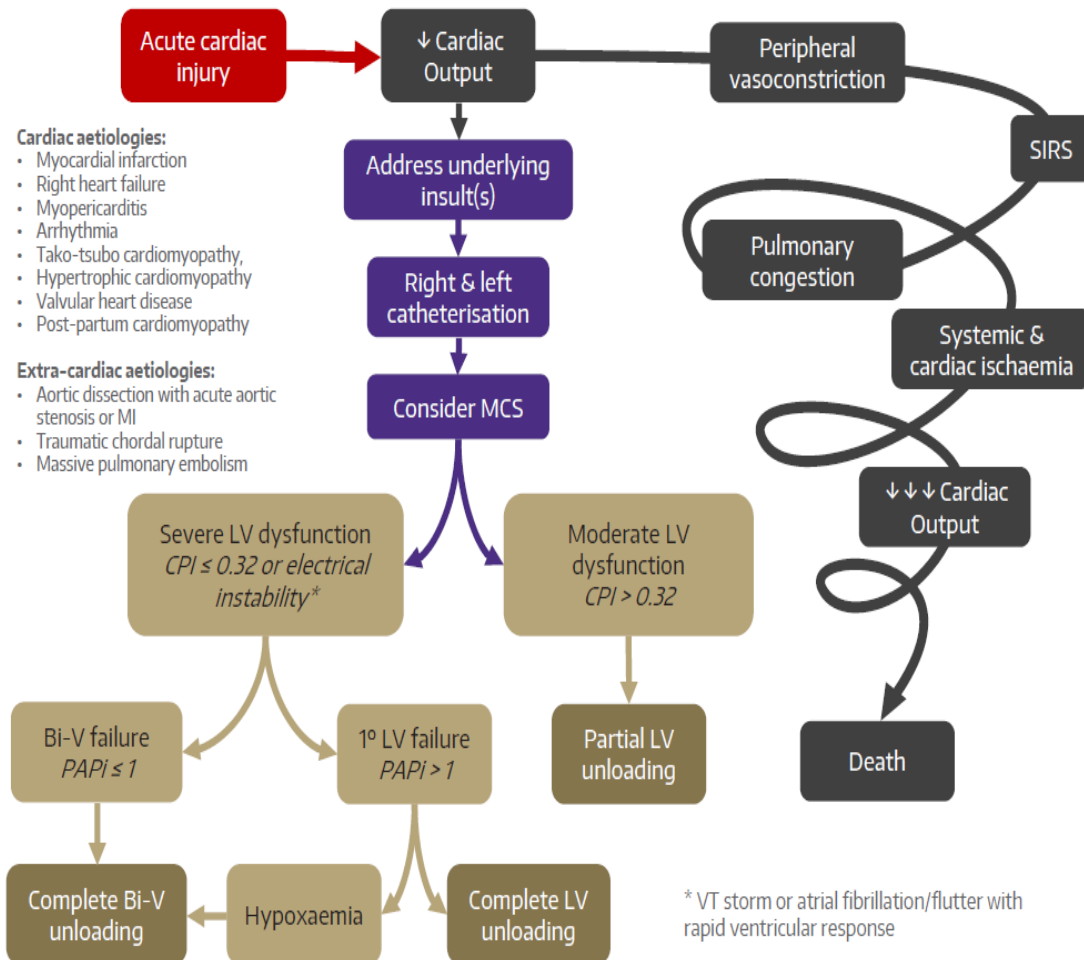 Acute cardiac
injury
↓ Cardiac
Output
Peripheral
vasoconstriction
SIRS
Pulmonary
congestion
Systemic &
cardiac ischaemia
↓ ↓ ↓ Cardiac
Output
Death
Cardiac aetiologies:
• Myocardial infarction
• Right heart failure
• Myopericarditis
• Arrhythmia
• Tako-tsubo cardiomyopathy,
• Hypertrophic cardiomyopathy
• Valvular heart disease
• Post-partum cardiomyopathy
Extra-cardiac aetiologies:
• Aortic dissection with acute aortic
stenosis or MI
• Traumatic chordal rupture
• Massive pulmonary embolism
Address underlying
insult(s)
Right & left
catheterisation
Consider MCS
Severe LV dysfunction
CPI ≤ 0.32 or electrical
instability*
Moderate LV
dysfunction
CPI > 0.32
Bi-V failure
PAPi ≤ 1
1º LV failure
PAPi > 1
Partial LV
unloading
Complete Bi-V
unloading
Hypoxaemia
Complete LV
unloading
* VT storm or atrial fibrillation/flutter with
rapid ventricular response